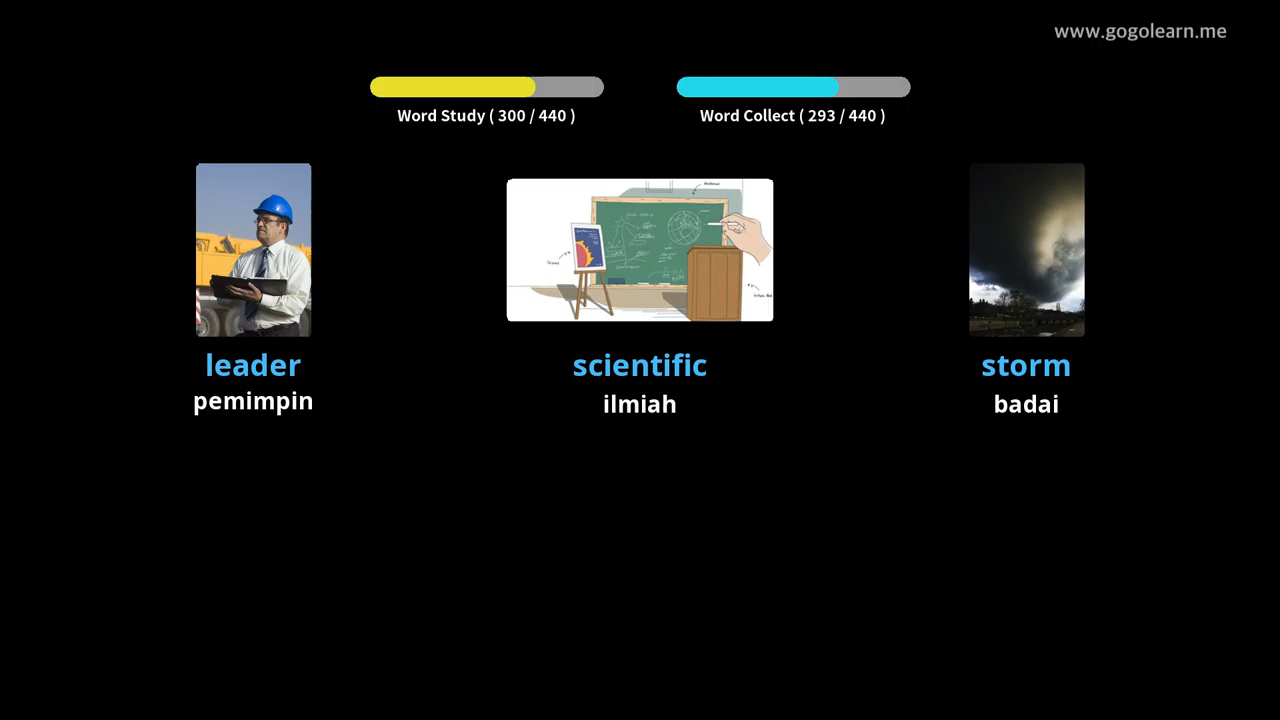 www.gogolearn.me
Word Study ( 300 / 440 )
Word Collect ( 293 / 440 )
leader
pemimpin
scientific
ilmiah
storm
badai